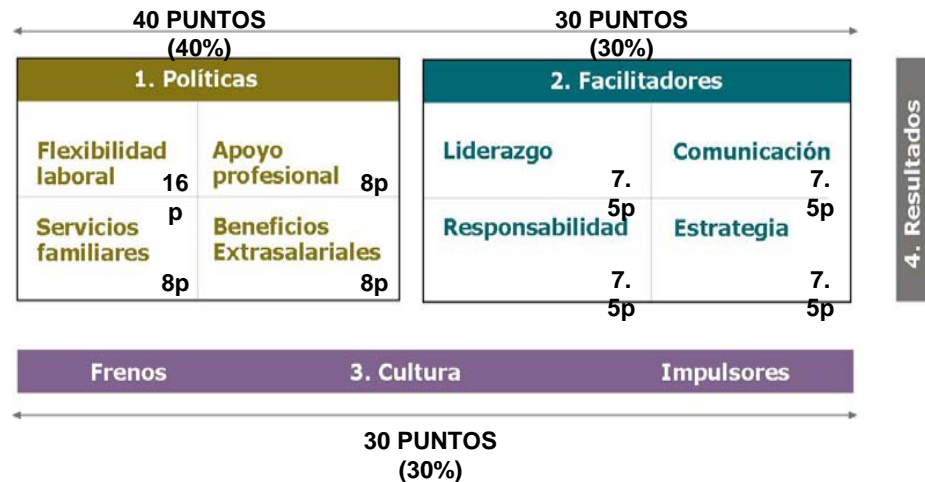 40 PUNTOS
(40%)
30 PUNTOS
(30%)
1. Políticas
2. Facilitadores
Flexibilidad
laboral
16
p
Apoyo
profesional
8p
Liderazgo
7.
5p
Comunicación
7.
5p
Servicios
familiares
8p
Beneficios
Extrasalariales
8p
Responsabilidad
7.
5p
Estrategia
7.
5p
4. Resultados
Frenos
3. Cultura
Impulsores
30 PUNTOS
(30%)